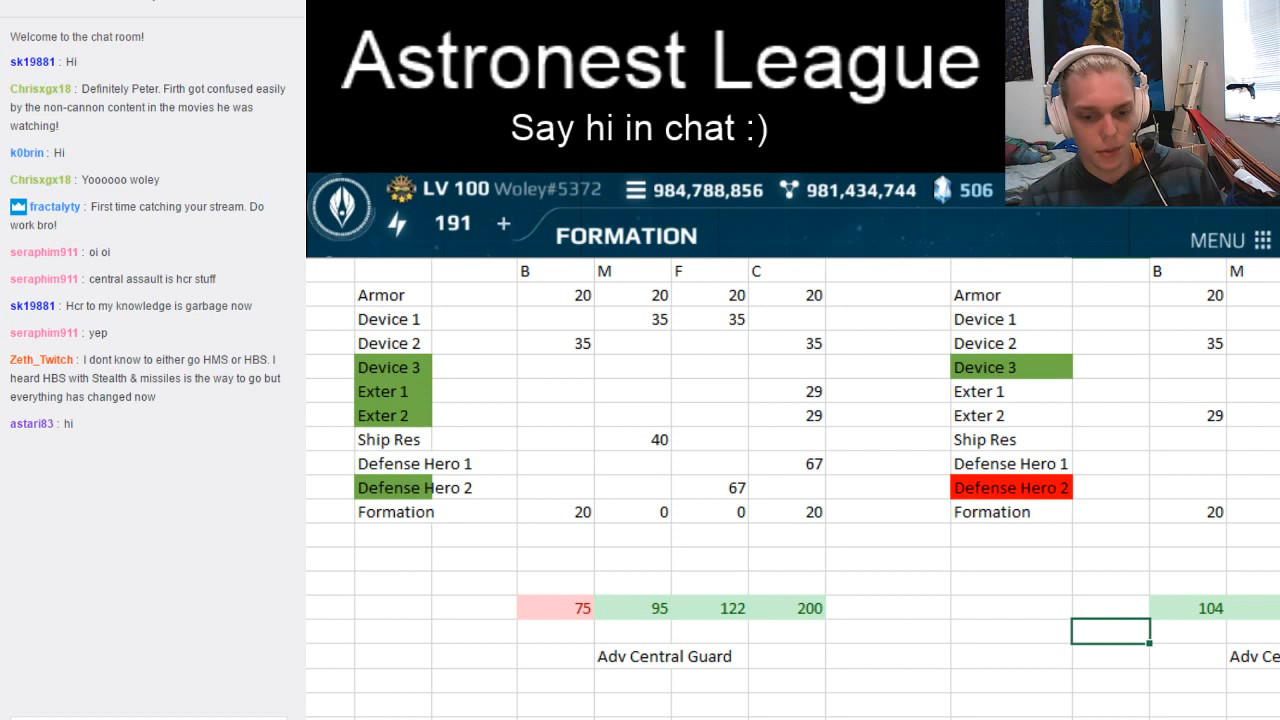 Welcome to the chat room!
sk19881 : Hi
Chrisxgx18 : Definitely Peter. Firth got confused easily
by the non-cannon content in the movies he was
watching!
k0brin : Hi
Chrisxgx18 : Yoooooo woley
fractalyty : First time catching your stream. Do
work bro!
seraphim911 : oi oi
seraphim911 : central assault is hcr stuff
sk19881 : Hcr to my knowledge is garbage now
seraphim911 : yep
Zeth_Twitch : I dont know to either go HMS or HBS. I
heard HBS with Stealth & missiles is the way to go but
everything has changed now
astari83 : hi
Astronest League
Say hi in chat :)
LV 100 Woley#5372 984,788,856 981,434,744 506
191 +
FORMATION
MENU
B M F C B M
Armor 20 20 20 20 Armor 20
Device 1 35 35 Device 1
Device 2 35 35 Device 2 35
Device 3 Device 3
Exter 1 29 Exter 1
Exter 2 29 Exter 2 29
Ship Res 40 Ship Res
Defense Hero 1 67 Defense Hero 1
Defense Hero 2 67 Defense Hero 2
Formation 20 0 0 20 Formation 20
75 95 122 200 104
Adv Central Guard Adv Ce